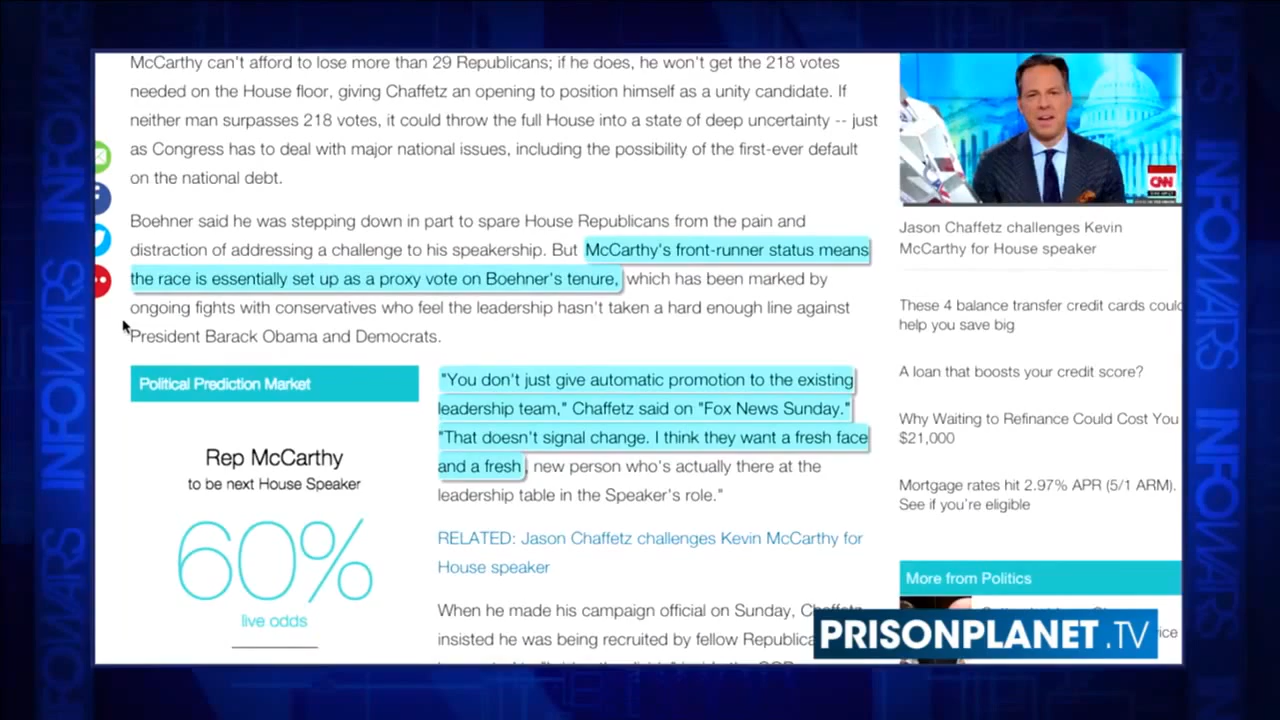 McCarthy can't afford to lose more than 29 Republicans; if he does, he won't get the 218 votes
needed on the House floor, giving Chaffetz an opening to position himself as a unity candidate. If
neither man surpasses 218 votes, it could throw the full House into a state of deep uncertainty -- just
as Congress has to deal with major national issues, including the possibility of the first-ever default
on the national debt.
Boehner said he was stepping down in part to spare House Republicans from the pain and
distraction of addressing a challenge to his speakership. But McCarthy's front-runner status means
the race is essentially set up as a proxy vote on Boehner's tenure, which has been marked by
ongoing fights with conservatives who feel the leadership hasn't taken a hard enough line against
President Barack Obama and Democrats.
Political Prediction Market
Rep McCarthy
to be next House Speaker
60%
live odds
"You don't just give automatic promotion to the existing
leadership team," Chaffetz said on "Fox News Sunday."
"That doesn't signal change. I think they want a fresh face
and a fresh, new person who's actually there at the
leadership table in the Speaker's role."
RELATED: Jason Chaffetz challenges Kevin McCarthy for
House speaker
When he made his campaign official on Sunday, Chaffetz
insisted he was being recruited by fellow
CNN
Jason Chaffetz challenges Kevin
McCarthy for House speaker
These 4 balance transfer credit cards could
help you save big
A loan that boosts your credit score?
Why Waiting to Refinance Could Cost You
$21,000
Mortgage rates hit 2.97% APR (5/1 ARM).
See if you're eligible
More from Politics
PRISONPLANET.TV
INFOWARS
INFOWARS
INFOWARS
INFOWARS